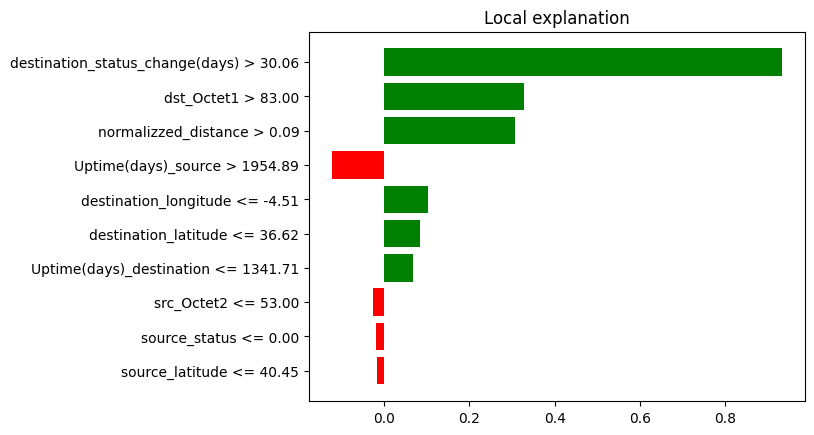 Local explanation
destination_status_change(days) > 30.06
dst_Octet1 > 83.00
normalizzed_distance > 0.09
Uptime(days)_source > 1954.89
destination_longitude <= -4.51
destination_latitude <= 36.62
Uptime(days)_destination <= 1341.71
src_Octet2 <= 53.00
source_status <= 0.00
source_latitude <= 40.45
0.0 0.2 0.4 0.6 0.8